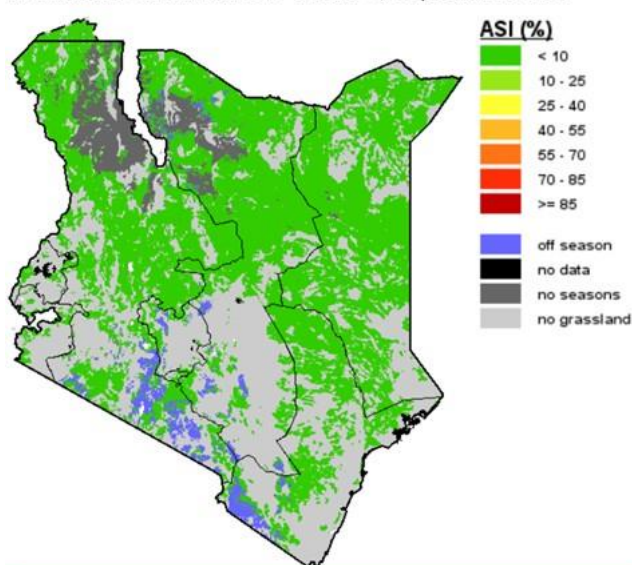 ASI (%)
< 10
10 - 25
25 - 40
40 - 55
55 - 70
70 - 85
>= 85
off season
no data
no seasons
no grassland